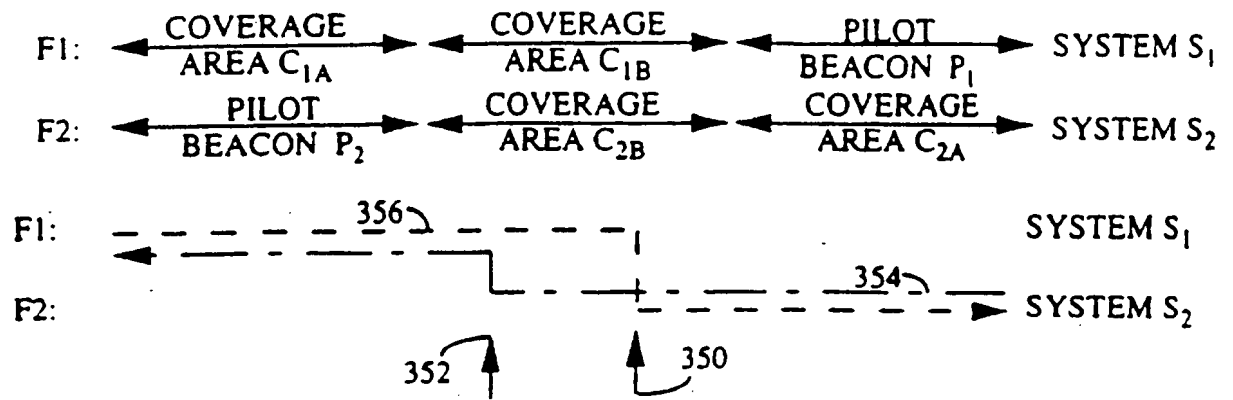 F1: COVERAGE AREA C1A COVERAGE AREA C1B PILOT BEACON P1 SYSTEM S1
F2: PILOT BEACON P2 COVERAGE AREA C2B COVERAGE AREA C2A SYSTEM S2
F1: 356 SYSTEM S1
F2: 354 SYSTEM S2
352 350